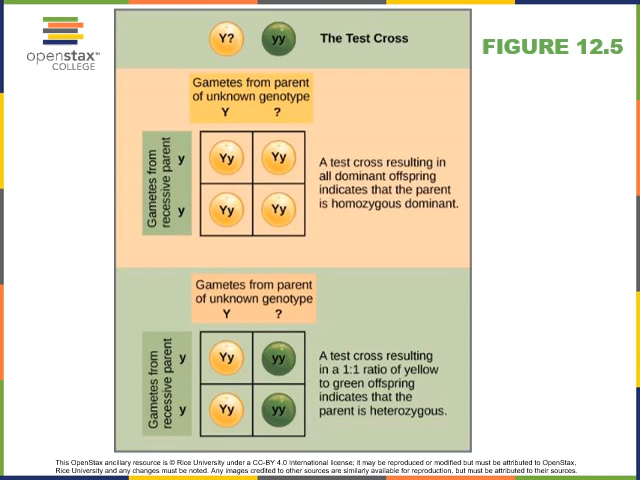 openstax™
COLLEGE
FIGURE 12.5
Y?
yy
The Test Cross
Gametes from parent
of unknown genotype
Y ?
Gametes from
recessive parent
y
Yy Yy
y
Yy Yy
A test cross resulting in
all dominant offspring
indicates that the parent
is homozygous dominant.
Gametes from parent
of unknown genotype
Y ?
Gametes from
recessive parent
y
Yy yy
y
Yy yy
A test cross resulting
in a 1:1 ratio of yellow
to green offspring
indicates that the
parent is heterozygous.
This OpenStax ancillary resource is © Rice University under a CC-BY 4.0 International license; it may be reproduced or modified but must be attributed to OpenStax,
Rice University and any changes must be noted. Any images credited to other sources are similarly available for reproduction, but must be attributed to their sources.